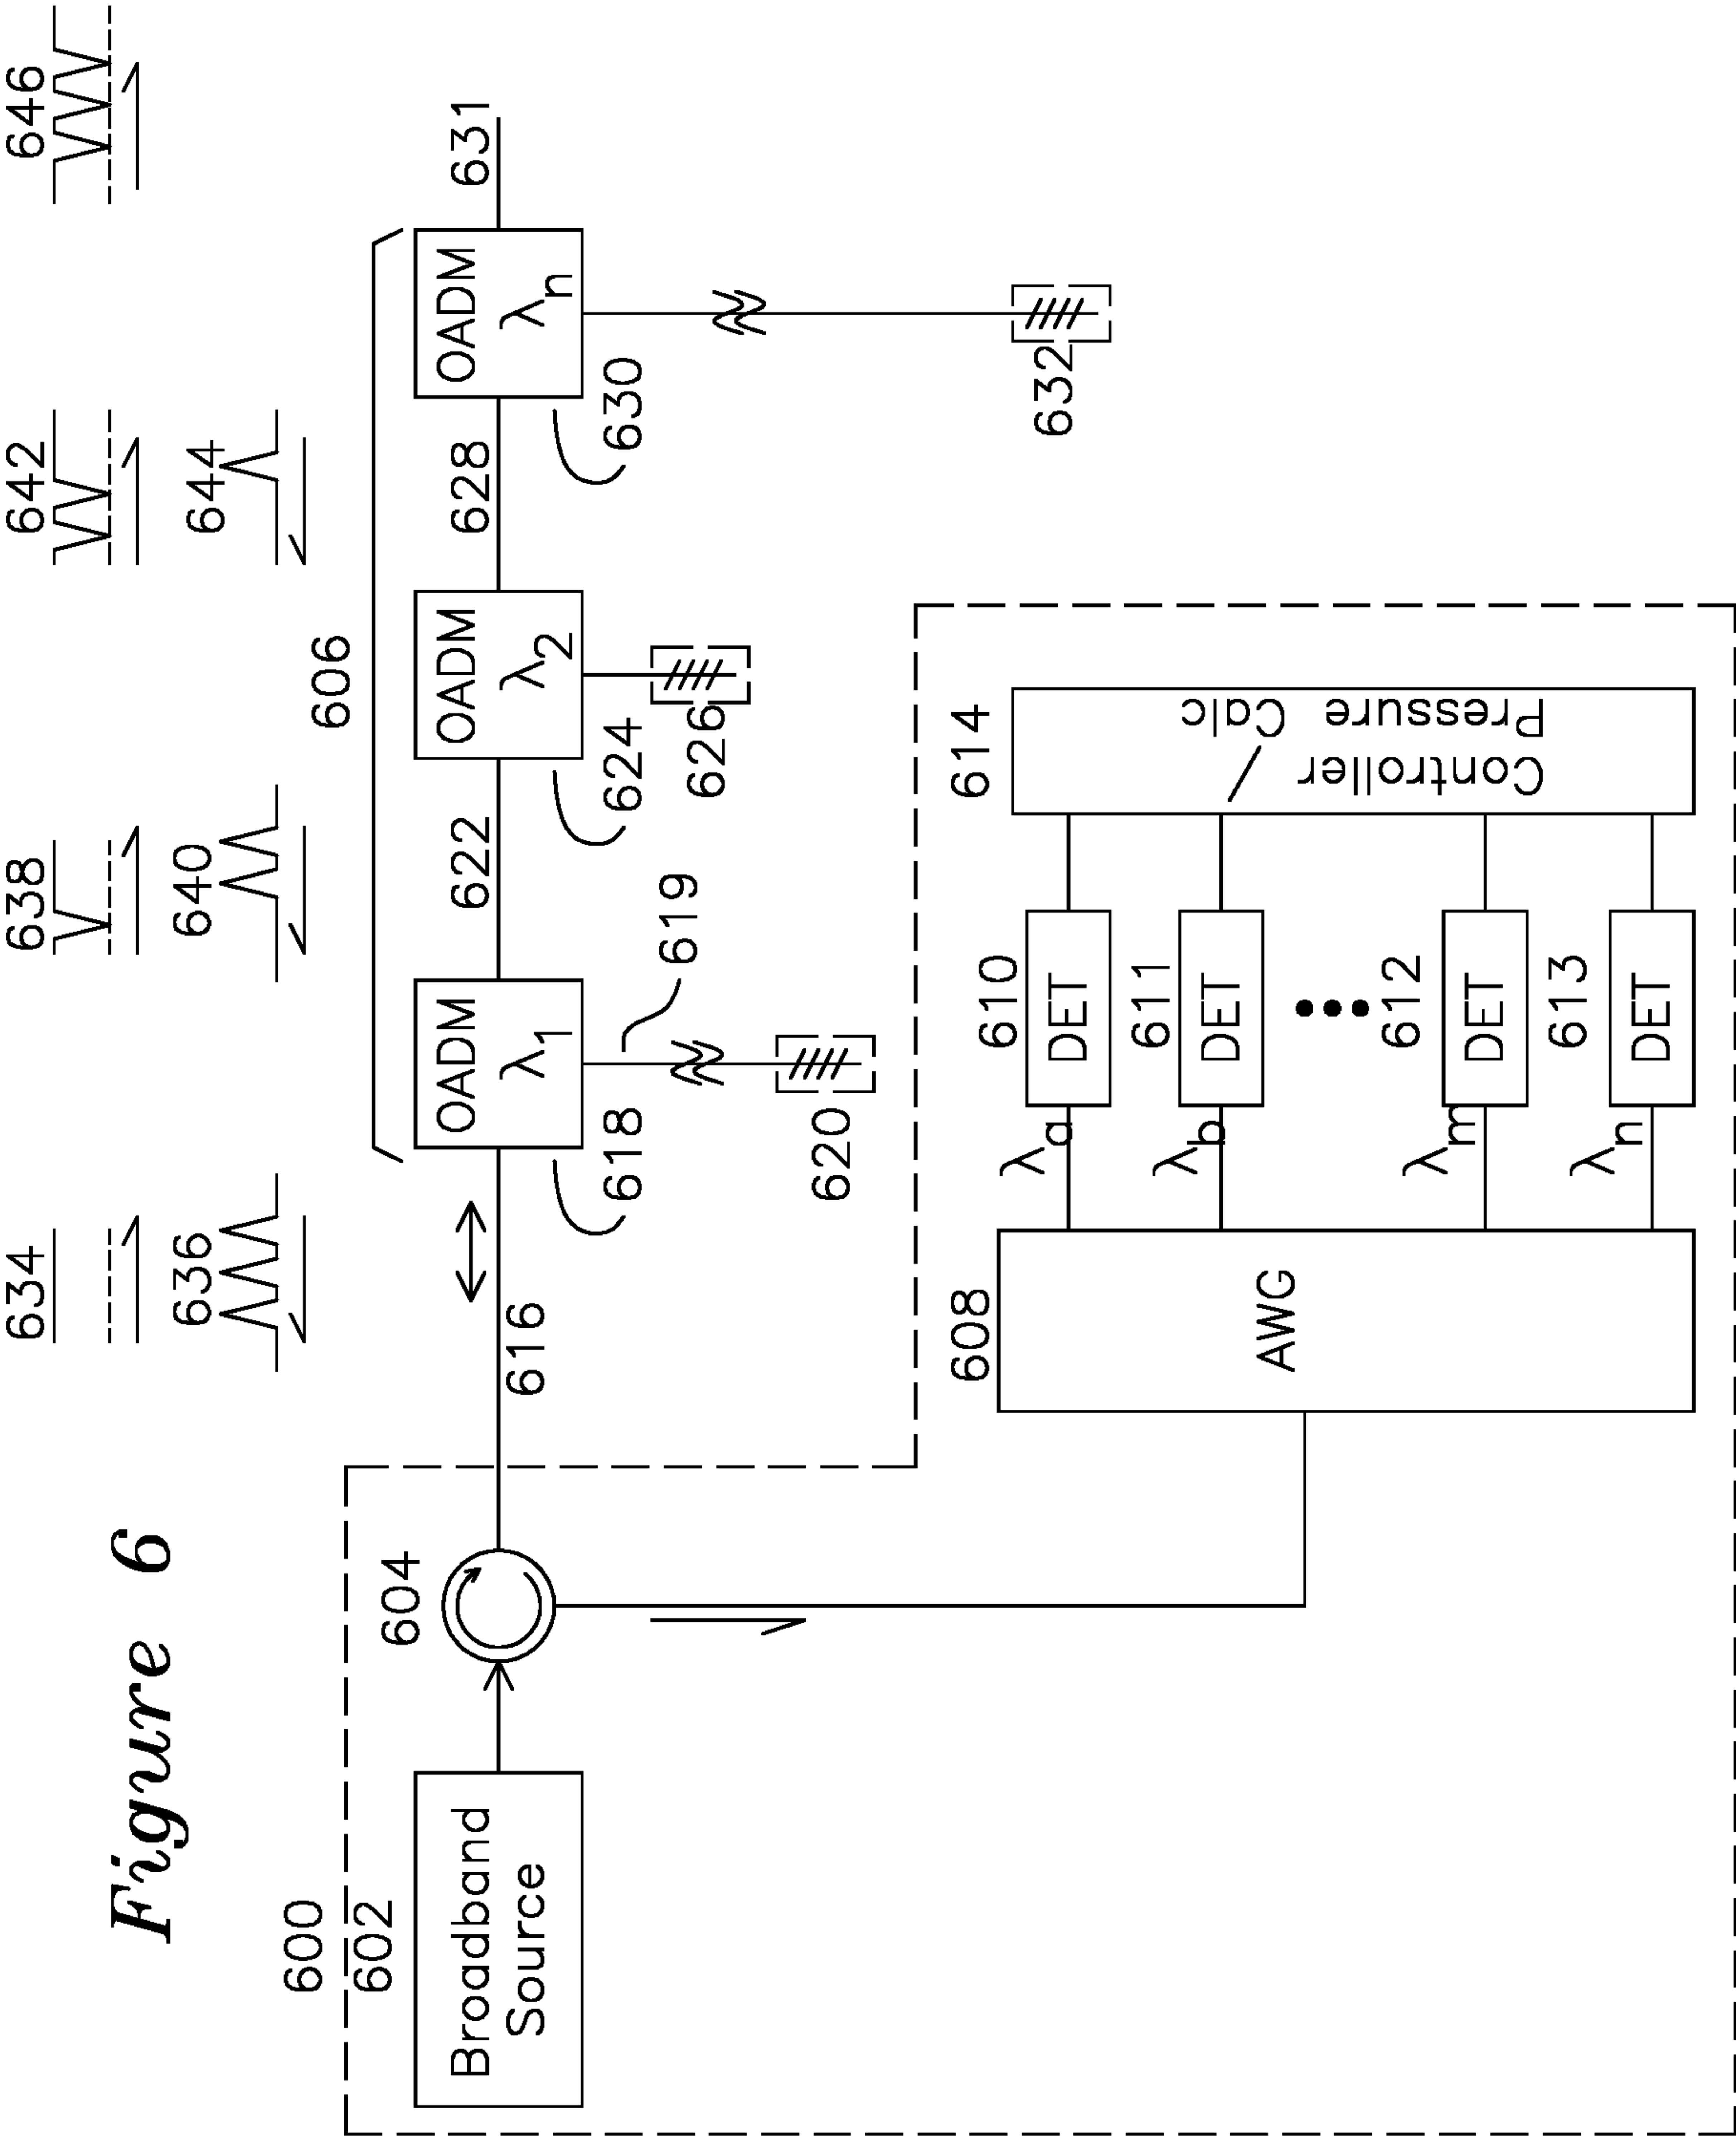 Figure 6
634
638
642
646
636
640
644
600
606
602
604
Broadband
Source
616
OADM
λ1
622
OADM
λ2
628
OADM
λn
631
618
619
624
630
620
626
632
608
AWG
λa
610
DET
λb
611
DET
λm
612
DET
λn
613
DET
614
Controller /
Pressure Calc